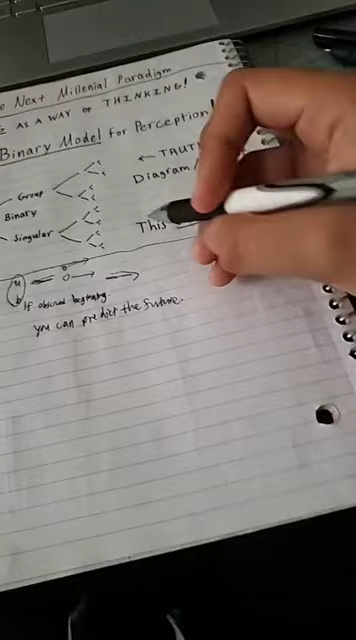 e Next Millenial Paradigm
AS A WAY OF THINKING!
Binary Model for Perception!
← TRUTH
Diagram
Group
Binary
Singular
This
If observed beginning.
you can predict the future.